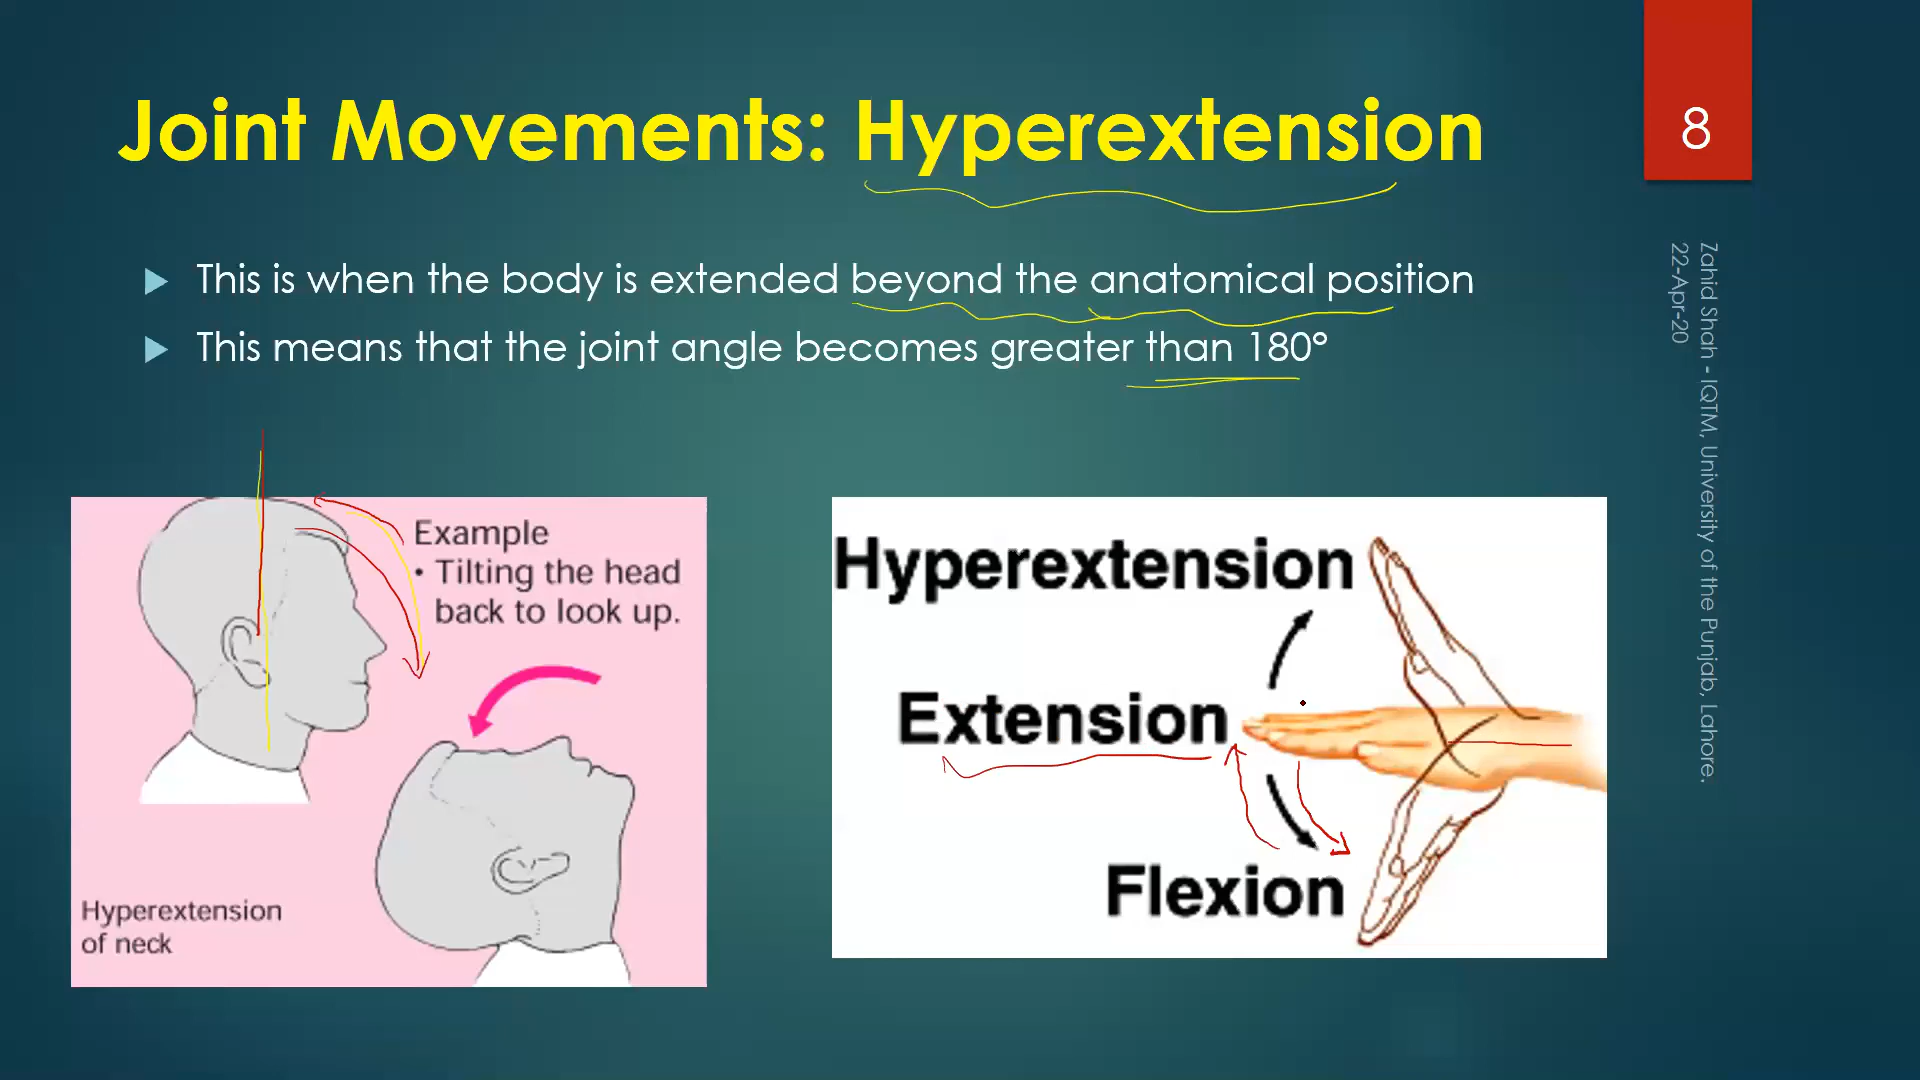 Joint Movements: Hyperextension
8
This is when the body is extended beyond the anatomical position
This means that the joint angle becomes greater than 180°
Example
• Tilting the head
back to look up.
Hyperextension
of neck
Hyperextension
Extension
Flexion
Zahid Shah - IQTM, University of the Punjab, Lahore.
22-Apr-20